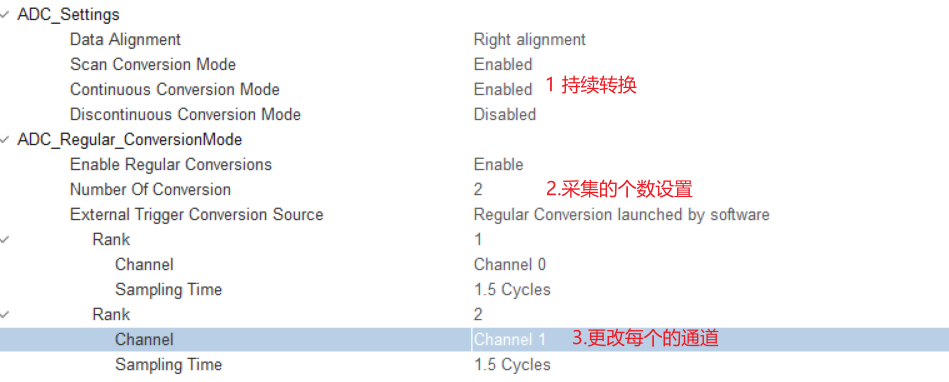 ADC_Settings
Data Alignment Right alignment
Scan Conversion Mode Enabled
Continuous Conversion Mode Enabled 1 持续转换
Discontinuous Conversion Mode Disabled
ADC_Regular_ConversionMode
Enable Regular Conversions Enable
Number Of Conversion 2 2.采集的个数设置
External Trigger Conversion Source Regular Conversion launched by software
Rank 1
Channel Channel 0
Sampling Time 1.5 Cycles
Rank 2
Channel Channel 1 3.更改每个的通道
Sampling Time 1.5 Cycles